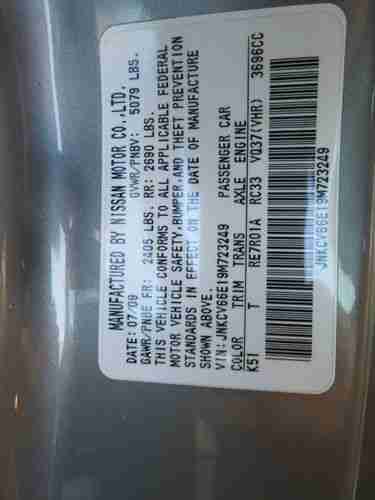 MANUFACTURED BY NISSAN MOTOR CO.,LTD.
DATE: 07/09 GVWR/PNBV: 5079 LBS.
GAWR/PNBE FR: 2405 LBS. RR: 2690 LBS.
THIS VEHICLE CONFORMS TO ALL APPLICABLE FEDERAL
MOTOR VEHICLE SAFETY,BUMPER,AND THEFT PREVENTION
STANDARDS IN EFFECT ON THE DATE OF MANUFACTURE
SHOWN ABOVE.
VIN:JNKCV66E19M723249 PASSENGER CAR
COLOR TRIM TRANS AXLE ENGINE
K51 T RE7R01A RC33 VQ37(VHR) 3696CC
JNKCV66E19M723249